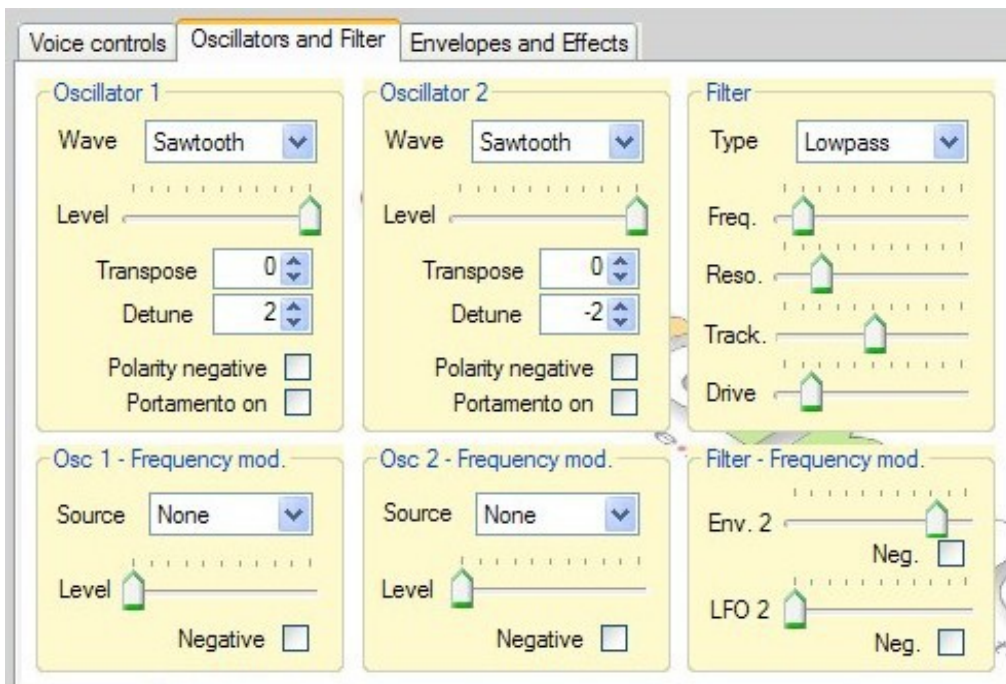 Voice controls
Oscillators and Filter
Envelopes and Effects
Oscillator 1
Wave Sawtooth
Level
Transpose 0
Detune 2
Polarity negative
Portamento on
Oscillator 2
Wave Sawtooth
Level
Transpose 0
Detune -2
Polarity negative
Portamento on
Filter
Type Lowpass
Freq.
Reso.
Track.
Drive
Osc 1 - Frequency mod.
Source None
Level
Negative
Osc 2 - Frequency mod.
Source None
Level
Negative
Filter - Frequency mod.
Env. 2
Neg.
LFO 2
Neg.